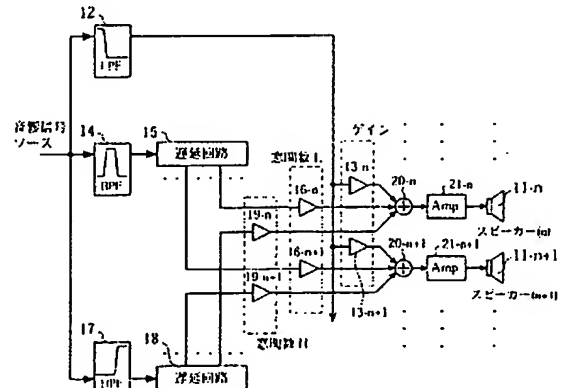 12
LPF
音響信号
ソース
14
BPF
15
遅延回路
窓関数 L
ゲイン
13-n
16-n
19-n
20-n
21-n
Amp
11-n
スピーカー(n)
16-n+1
19-n+1
20-n+1
21-n+1
Amp
11-n+1
スピーカー(n+1)
13-n+1
窓関数 H
17
HPF
18
遅延回路